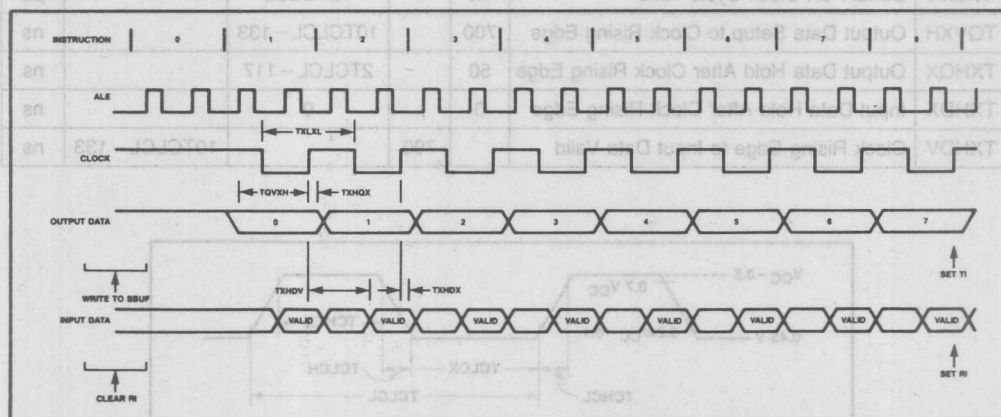 TQVXH Output Data Setup to Clock Rising Edge 700 10TCLCL – 133 ns
TXHQX Output Data Hold After Clock Rising Edge 50 2TCLCL – 117 ns
TXHDX Input Data Hold After Clock Rising Edge 0 0 ns
TXHDV Clock Rising Edge to Input Data Valid 700 10TCLCL – 133 ns
INSTRUCTION 0 1 2 3 4 5 6 7 8
ALE
TXLXL
CLOCK
TQVXH TXHQX
OUTPUT DATA 0 1 2 3 4 5 6 7
SET TI
WRITE TO SBUF
TXHDV TXHDX
VCC – 0.5
0.7 VCC
INPUT DATA VALID VALID VALID VALID VALID VALID VALID VALID
0.45 V
TCLCH TCLCX
CLEAR RI
SET RI
TCHCL
TCLCL